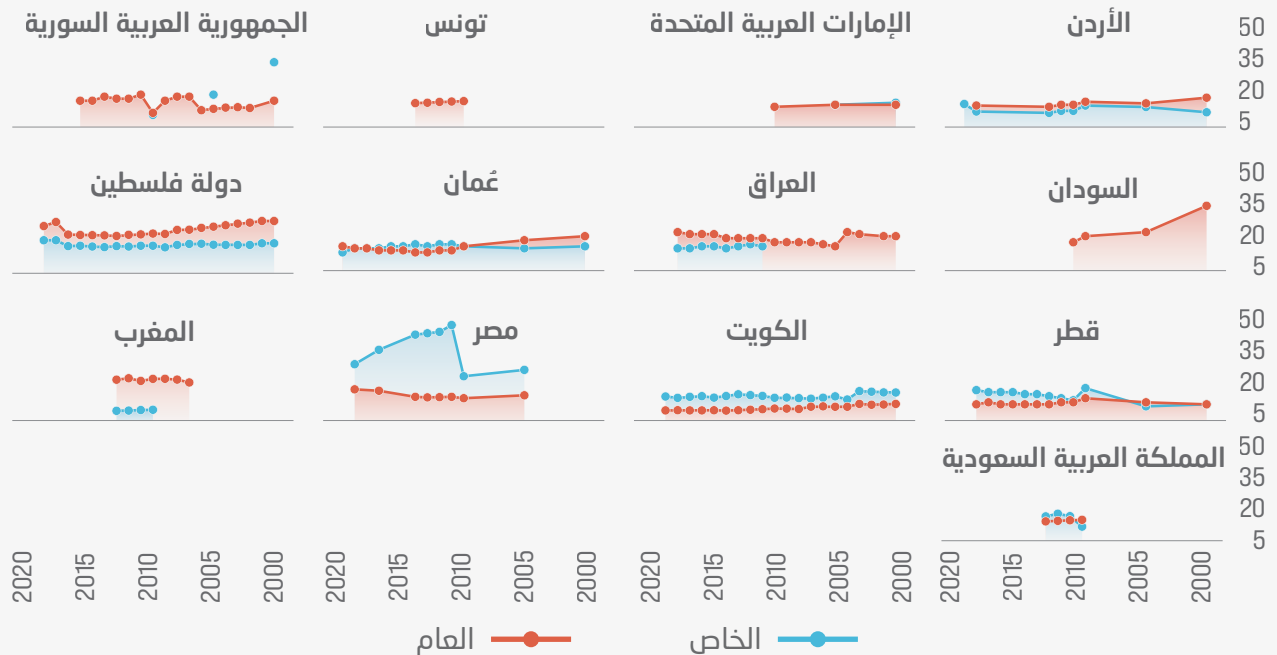 الأردن
الإمارات العربية المتحدة
تونس
الجمهورية العربية السورية
50
35
20
5
السودان
العراق
عُمان
دولة فلسطين
50
35
20
5
قطر
الكويت
مصر
المغرب
50
35
20
5
المملكة العربية السعودية
50
35
20
5
2000
2005
2010
2015
2020
2000
2005
2010
2015
2020
2000
2005
2010
2015
2020
2000
2005
2010
2015
2020
الخاص
العام